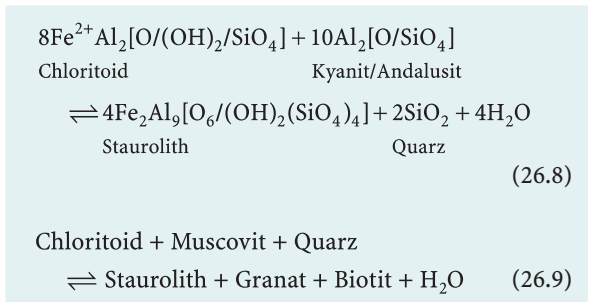 8Fe²⁺Al₂[O/(OH)₂/SiO₄] + 10Al₂[O/SiO₄]
Chloritoid Kyanit/Andalusit
⇌ 4Fe₂Al₉[O₆/(OH)₂(SiO₄)₄] + 2SiO₂ + 4H₂O
Staurolith Quarz
(26.8)
Chloritoid + Muscovit + Quarz
⇌ Staurolith + Granat + Biotit + H₂O (26.9)